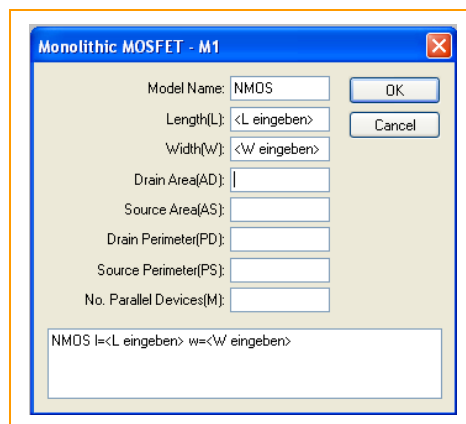 Monolithic MOSFET - M1
Model Name: NMOS
OK
Length(L): <L eingeben>
Cancel
Width(W): <W eingeben>
Drain Area(AD):
Source Area(AS):
Drain Perimeter(PD):
Source Perimeter(PS):
No. Parallel Devices(M):
NMOS l=<L eingeben> w=<W eingeben>